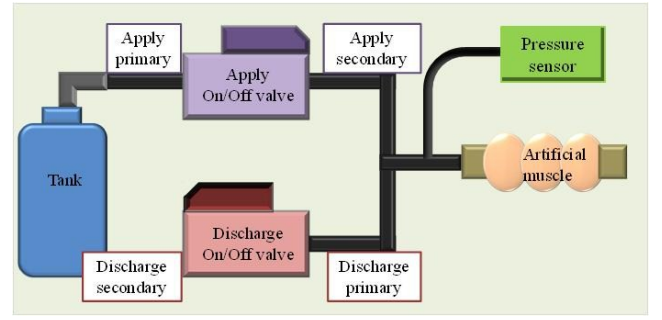 Apply
primary
Apply
secondary
Pressure
sensor
Apply
On/Off valve
Tank
Artificial
muscle
Discharge
On/Off valve
Discharge
secondary
Discharge
primary